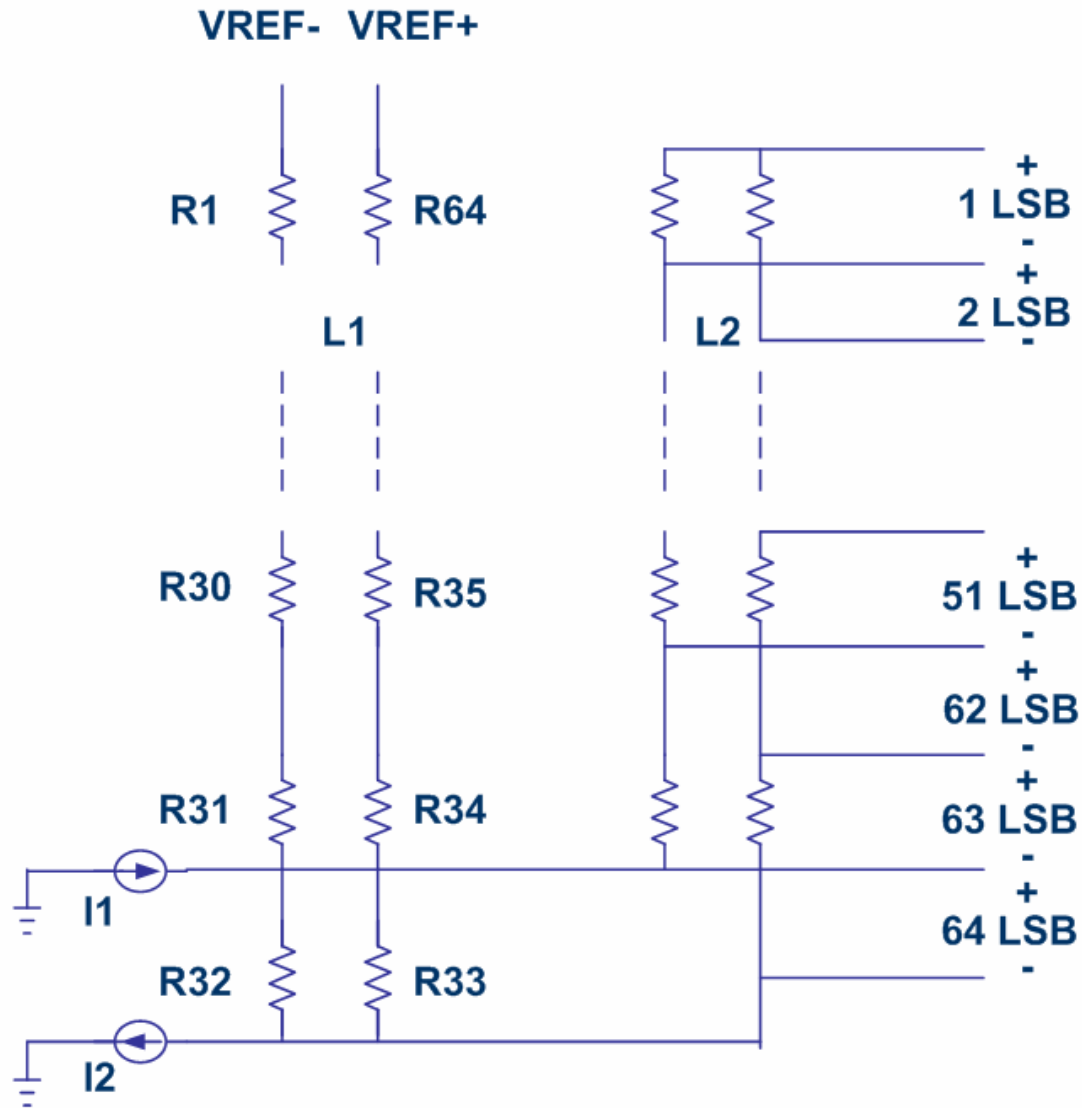 VREF- VREF+
R1
R64
+
1 LSB
-
+
2 LSB
-
L1
L2
R30
R35
+
51 LSB
-
+
62 LSB
-
R31
R34
+
63 LSB
-
I1
+
64 LSB
-
R32
R33
I2